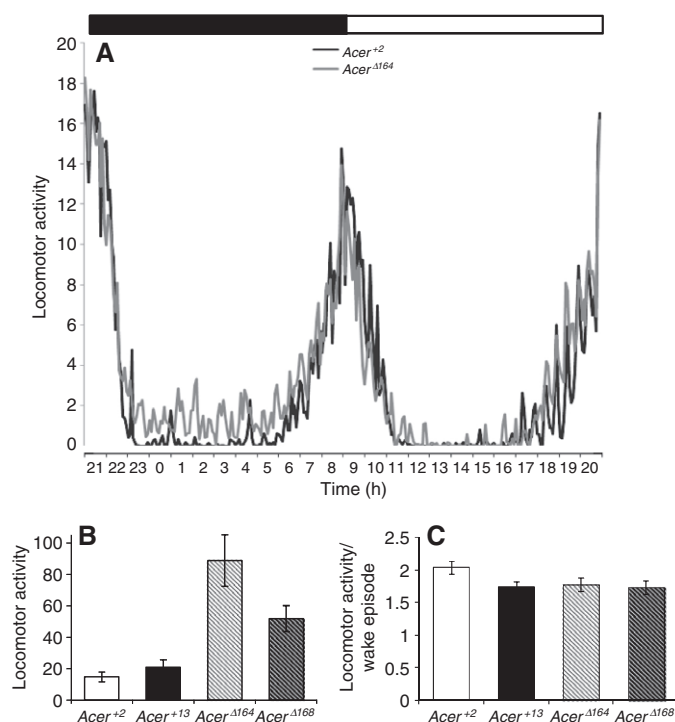 A
Acer+2
AcerΔ164
Locomotor activity
20
18
16
14
12
10
8
6
4
2
0
21 22 23 0 1 2 3 4 5 6 7 8 9 10 11 12 13 14 15 16 17 18 19 20
Time (h)
B
Locomotor activity
100
80
60
40
20
0
Acer+2 Acer+13 AcerΔ164 AcerΔ168
C
Locomotor activity/
wake episode
2.5
2
1.5
1
0.5
0
Acer+2 Acer+13 AcerΔ164 AcerΔ168